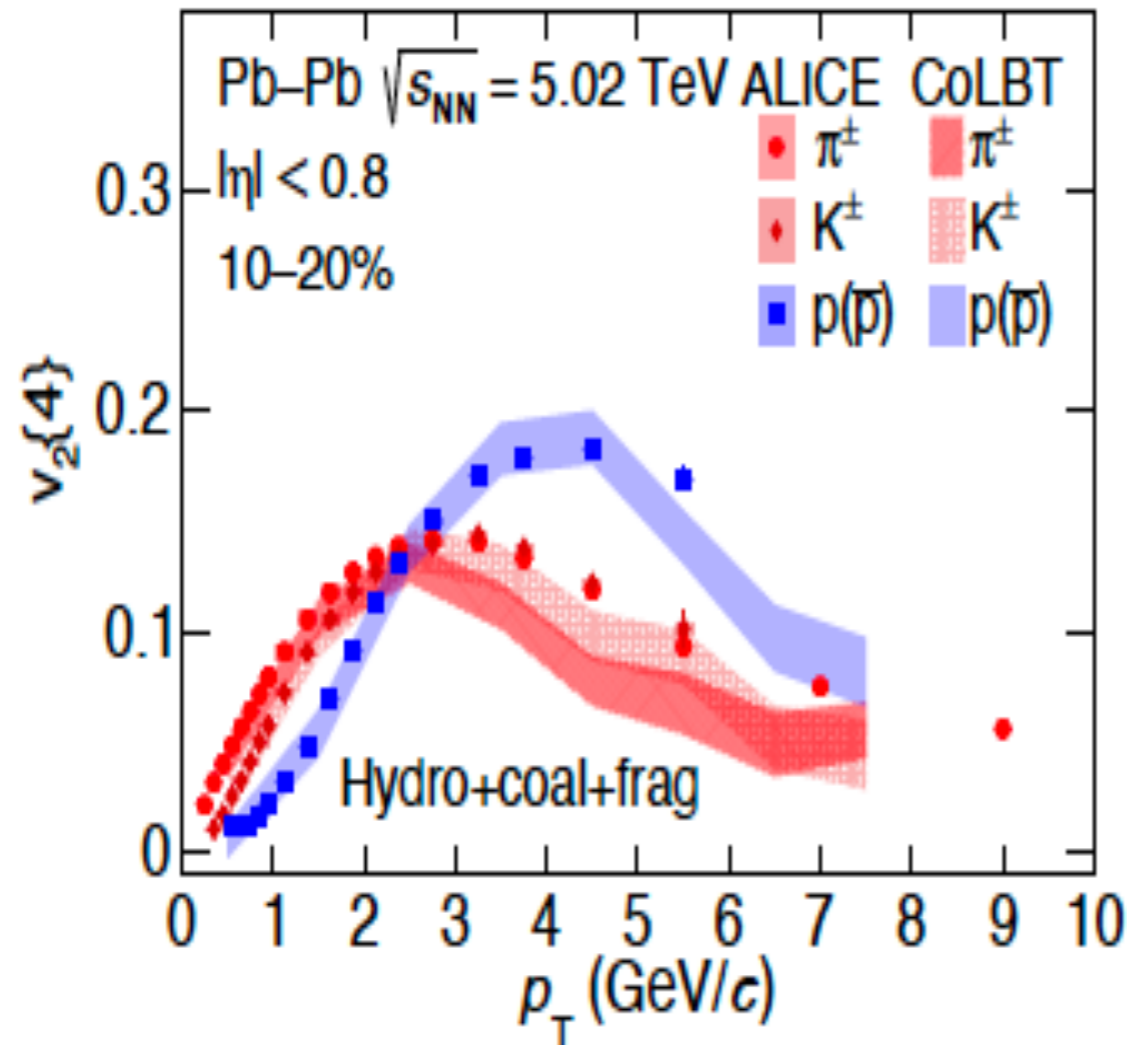 Pb–Pb √sNN = 5.02 TeV ALICE CoLBT
|η| < 0.8
10–20%
π± π±
K± K±
p(p̅) p(p̅)
0.3
0.2
0.1
0
v2{4}
Hydro+coal+frag
0 1 2 3 4 5 6 7 8 9 10
pT (GeV/c)